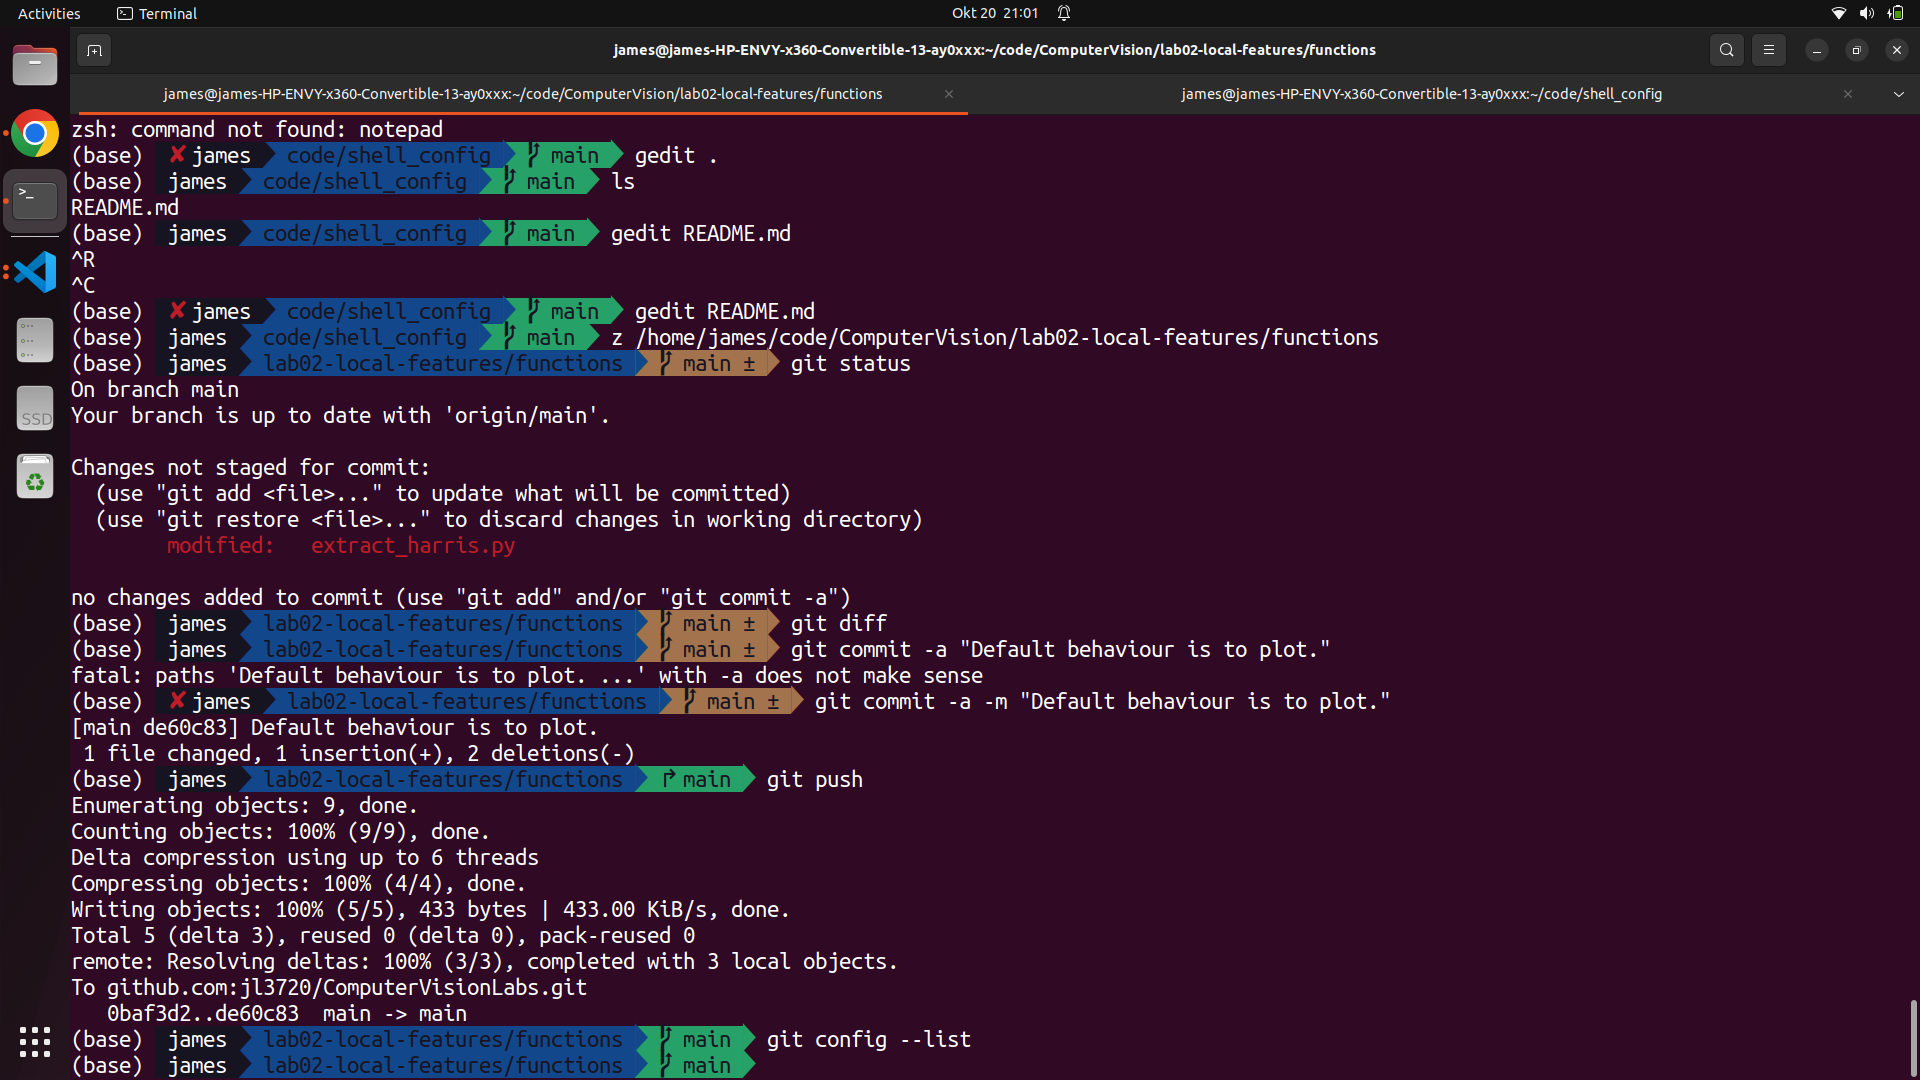 Activities
Terminal
Okt 20 21:01
james@james-HP-ENVY-x360-Convertible-13-ay0xxx:~/code/ComputerVision/lab02-local-features/functions
james@james-HP-ENVY-x360-Convertible-13-ay0xxx:~/code/ComputerVision/lab02-local-features/functions
james@james-HP-ENVY-x360-Convertible-13-ay0xxx:~/code/shell_config
SSD
zsh: command not found: notepad
(base) ✘ james code/shell_config main gedit .
(base) james code/shell_config main ls
README.md
(base) james code/shell_config main gedit README.md
^R
^C
(base) ✘ james code/shell_config main gedit README.md
(base) james code/shell_config main z /home/james/code/ComputerVision/lab02-local-features/functions
(base) james lab02-local-features/functions main ± git status
On branch main
Your branch is up to date with 'origin/main'.
Changes not staged for commit:
(use "git add <file>..." to update what will be committed)
(use "git restore <file>..." to discard changes in working directory)
modified: extract_harris.py
no changes added to commit (use "git add" and/or "git commit -a")
(base) james lab02-local-features/functions main ± git diff
(base) james lab02-local-features/functions main ± git commit -a "Default behaviour is to plot."
fatal: paths 'Default behaviour is to plot. ...' with -a does not make sense
(base) ✘ james lab02-local-features/functions main ± git commit -a -m "Default behaviour is to plot."
[main de60c83] Default behaviour is to plot.
1 file changed, 1 insertion(+), 2 deletions(-)
(base) james lab02-local-features/functions ↱ main git push
Enumerating objects: 9, done.
Counting objects: 100% (9/9), done.
Delta compression using up to 6 threads
Compressing objects: 100% (4/4), done.
Writing objects: 100% (5/5), 433 bytes | 433.00 KiB/s, done.
Total 5 (delta 3), reused 0 (delta 0), pack-reused 0
remote: Resolving deltas: 100% (3/3), completed with 3 local objects.
To github.com:jl3720/ComputerVisionLabs.git
0baf3d2..de60c83 main -> main
(base) james lab02-local-features/functions main git config --list
(base) james lab02-local-features/functions main